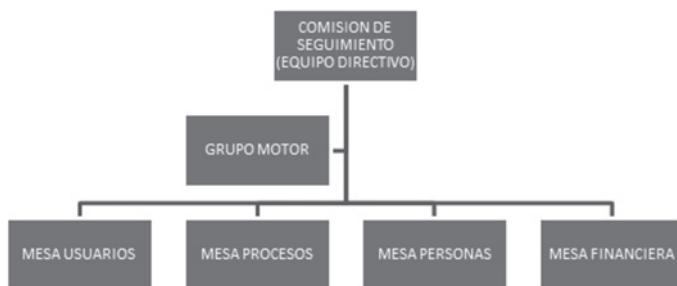 COMISION DE
SEGUIMIENTO
(EQUIPO DIRECTIVO)
GRUPO MOTOR
MESA USUARIOS
MESA PROCESOS
MESA PERSONAS
MESA FINANCIERA